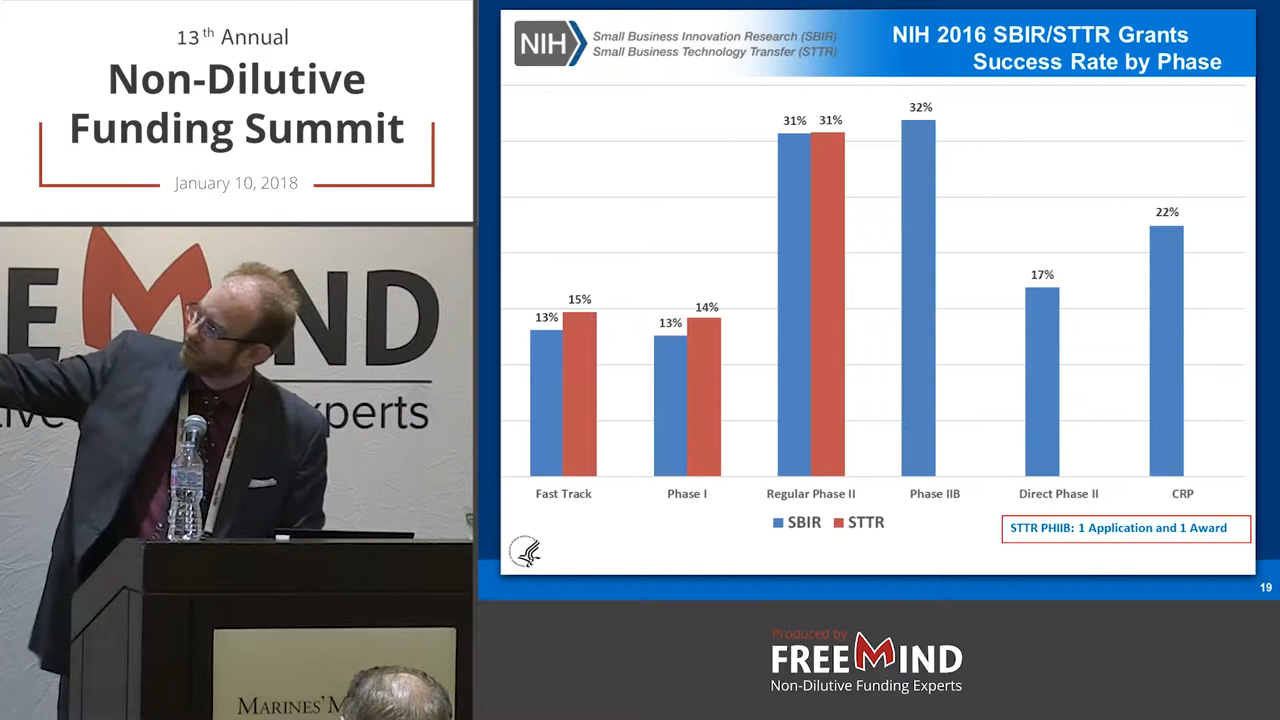 13th Annual
Non-Dilutive
Funding Summit
January 10, 2018
EEMIND
perts
MARINES' M
NIH
Small Business Innovation Research (SBIR)
Small Business Technology Transfer (STTR)
NIH 2016 SBIR/STTR Grants
Success Rate by Phase
13% 15% 13% 14% 31% 31% 32% 17% 22%
Fast Track Phase I Regular Phase II Phase IIB Direct Phase II CRP
SBIR STTR
STTR PHIIB: 1 Application and 1 Award
19
Produced by
FREEMIND
Non-Dilutive Funding Experts